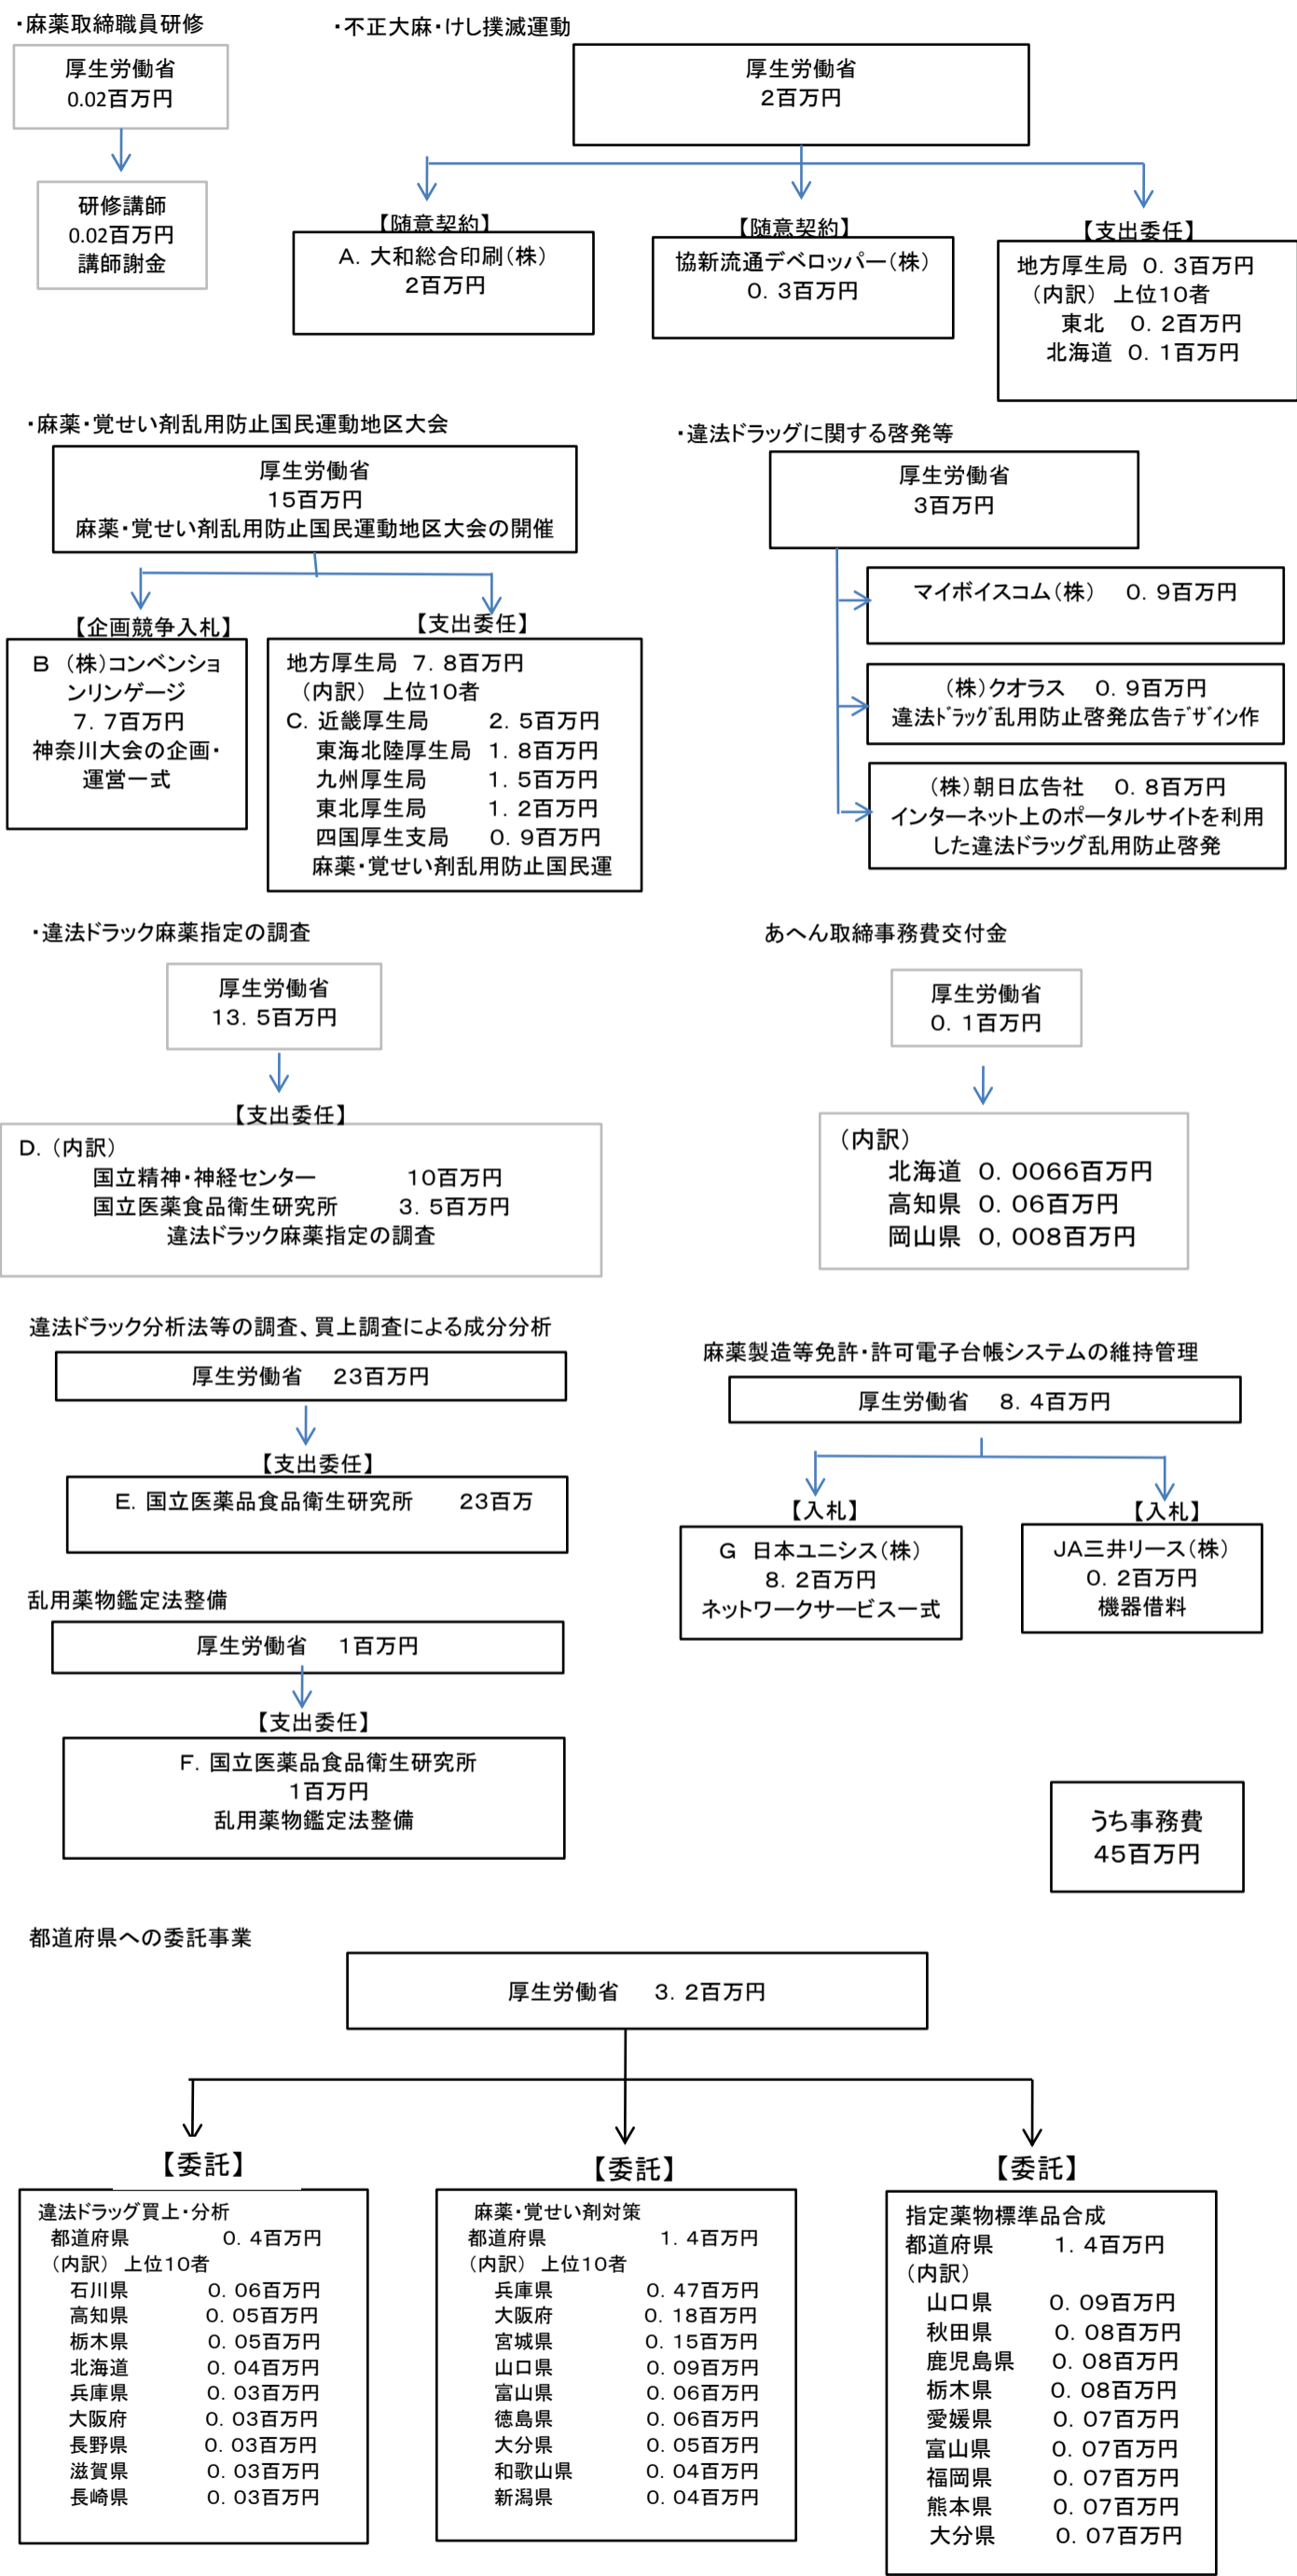 ・麻薬取締職員研修
厚生労働省
0.02百万円
研修講師
0.02百万円
講師謝金
・不正大麻・けし撲滅運動
厚生労働省
2百万円
【随意契約】
A．大和総合印刷（株）
2百万円
【随意契約】
協新流通デベロッパー（株）
0．3百万円
【支出委任】
地方厚生局　0．3百万円
（内訳）上位10者
東北　0．2百万円
北海道　0．1百万円
・麻薬・覚せい剤乱用防止国民運動地区大会
厚生労働省
15百万円
麻薬・覚せい剤乱用防止国民運動地区大会の開催
【企画競争入札】
B　（株）コンベンショ
ンリンゲージ
7．7百万円
神奈川大会の企画・
運営一式
【支出委任】
地方厚生局　7．8百万円
（内訳）上位10者
C．近畿厚生局　2．5百万円
東海北陸厚生局　1．8百万円
九州厚生局　1．5百万円
東北厚生局　1．2百万円
四国厚生支局　0．9百万円
麻薬・覚せい剤乱用防止国民運
・違法ドラッグに関する啓発等
厚生労働省
3百万円
マイボイスコム（株）　0．9百万円
（株）クオラス　0．9百万円
違法ﾄﾞﾗｯｸﾞ乱用防止啓発広告ﾃﾞｻﾞｲﾝ作
（株）朝日広告社　0．8百万円
インターネット上のポータルサイトを利用
した違法ドラッグ乱用防止啓発
・違法ドラック麻薬指定の調査
厚生労働省
13．5百万円
【支出委任】
D．（内訳）
国立精神・神経センター　10百万円
国立医薬食品衛生研究所　3．5百万円
違法ドラック麻薬指定の調査
あへん取締事務費交付金
厚生労働省
0．1百万円
（内訳）
北海道　0．0066百万円
高知県　0．06百万円
岡山県　0，008百万円
違法ドラック分析法等の調査、買上調査による成分分析
厚生労働省　23百万円
【支出委任】
E．国立医薬品食品衛生研究所　23百万
麻薬製造等免許・許可電子台帳システムの維持管理
厚生労働省　8．4百万円
【入札】
G　日本ユニシス（株）
8．2百万円
ネットワークサービス一式
【入札】
JA三井リース（株）
0．2百万円
機器借料
乱用薬物鑑定法整備
厚生労働省　1百万円
【支出委任】
F．国立医薬品食品衛生研究所
1百万円
乱用薬物鑑定法整備
うち事務費
45百万円
都道府県への委託事業
厚生労働省　3．2百万円
【委託】
違法ドラッグ買上・分析
都道府県　0．4百万円
（内訳）上位10者
石川県　0．06百万円
高知県　0．05百万円
栃木県　0．05百万円
北海道　0．04百万円
兵庫県　0．03百万円
大阪府　0．03百万円
長野県　0．03百万円
滋賀県　0．03百万円
長崎県　0．03百万円
【委託】
麻薬・覚せい剤対策
都道府県　1．4百万円
（内訳）上位10者
兵庫県　0．47百万円
大阪府　0．18百万円
宮城県　0．15百万円
山口県　0．09百万円
富山県　0．06百万円
徳島県　0．06百万円
大分県　0．05百万円
和歌山県　0．04百万円
新潟県　0．04百万円
【委託】
指定薬物標準品合成
都道府県　1．4百万円
（内訳）
山口県　0．09百万円
秋田県　0．08百万円
鹿児島県　0．08百万円
栃木県　0．08百万円
愛媛県　0．07百万円
富山県　0．07百万円
福岡県　0．07百万円
熊本県　0．07百万円
大分県　0．07百万円